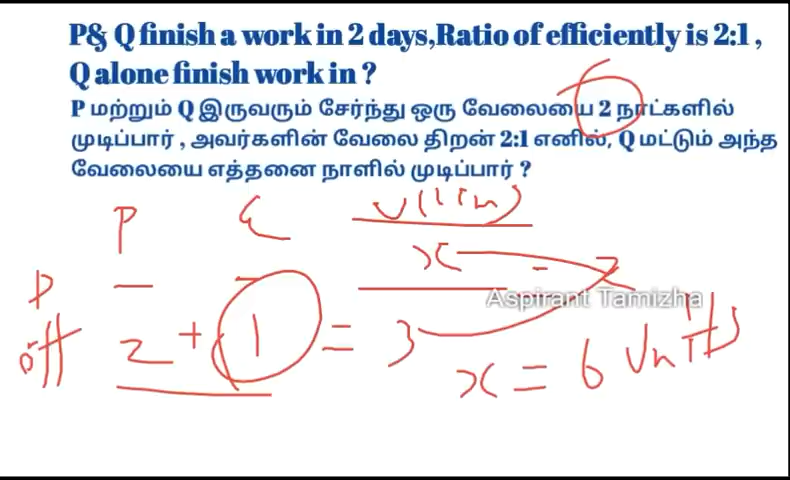 P& Q finish a work in 2 days,Ratio of efficiently is 2:1 ,
Q alone finish work in ?
P மற்றும் Q இருவரும் சேர்ந்து ஒரு வேலையை 2 நாட்களில்
முடிப்பார் , அவர்களின் வேலை திறன் 2:1 எனில், Q மட்டும் அந்த
வேலையை எத்தனை நாளில் முடிப்பார் ?
P
x = 2
D — —
Aspirant Tamizha
eff 2 + 1 = 3
x = 6 Units